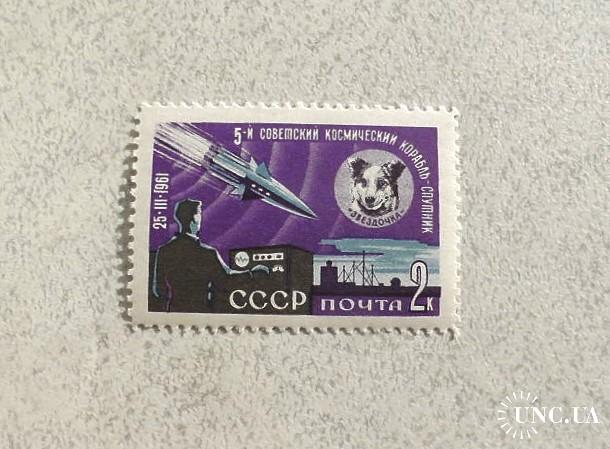 5-Й СОВЕТСКИЙ КОСМИЧЕСКИЙ КОРАБЛЬ-СПУТНИК
25·III·1961
ЗВЕЗДОЧКА
СССР ПОЧТА 2К
UNC.UA